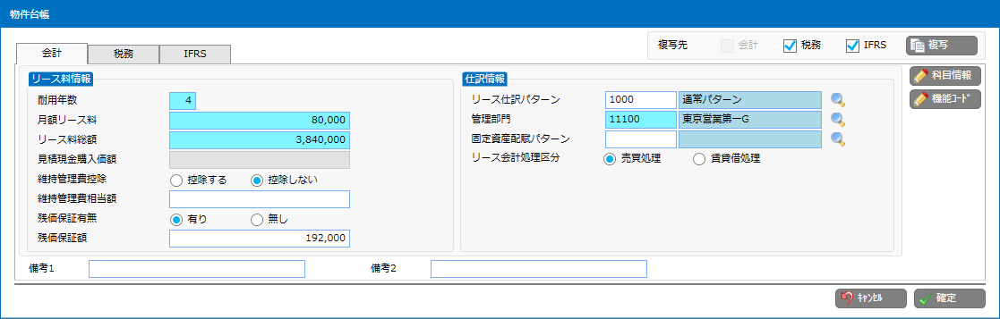 物件台帳
会計 税務 IFRS
複写先 会計 税務 IFRS 複写
リース料情報
耐用年数 4
月額リース料 80,000
リース料総額 3,840,000
見積現金購入価額
維持管理費控除 控除する 控除しない
維持管理費相当額
残価保証有無 有り 無し
残価保証額 192,000
仕訳情報
リース仕訳パターン 1000 通常パターン
管理部門 11100 東京営業第一G
固定資産配賦パターン
リース会計処理区分 売買処理 賃貸借処理
科目情報
機能ｺｰﾄﾞ
備考1 備考2
ｷｬﾝｾﾙ 確定